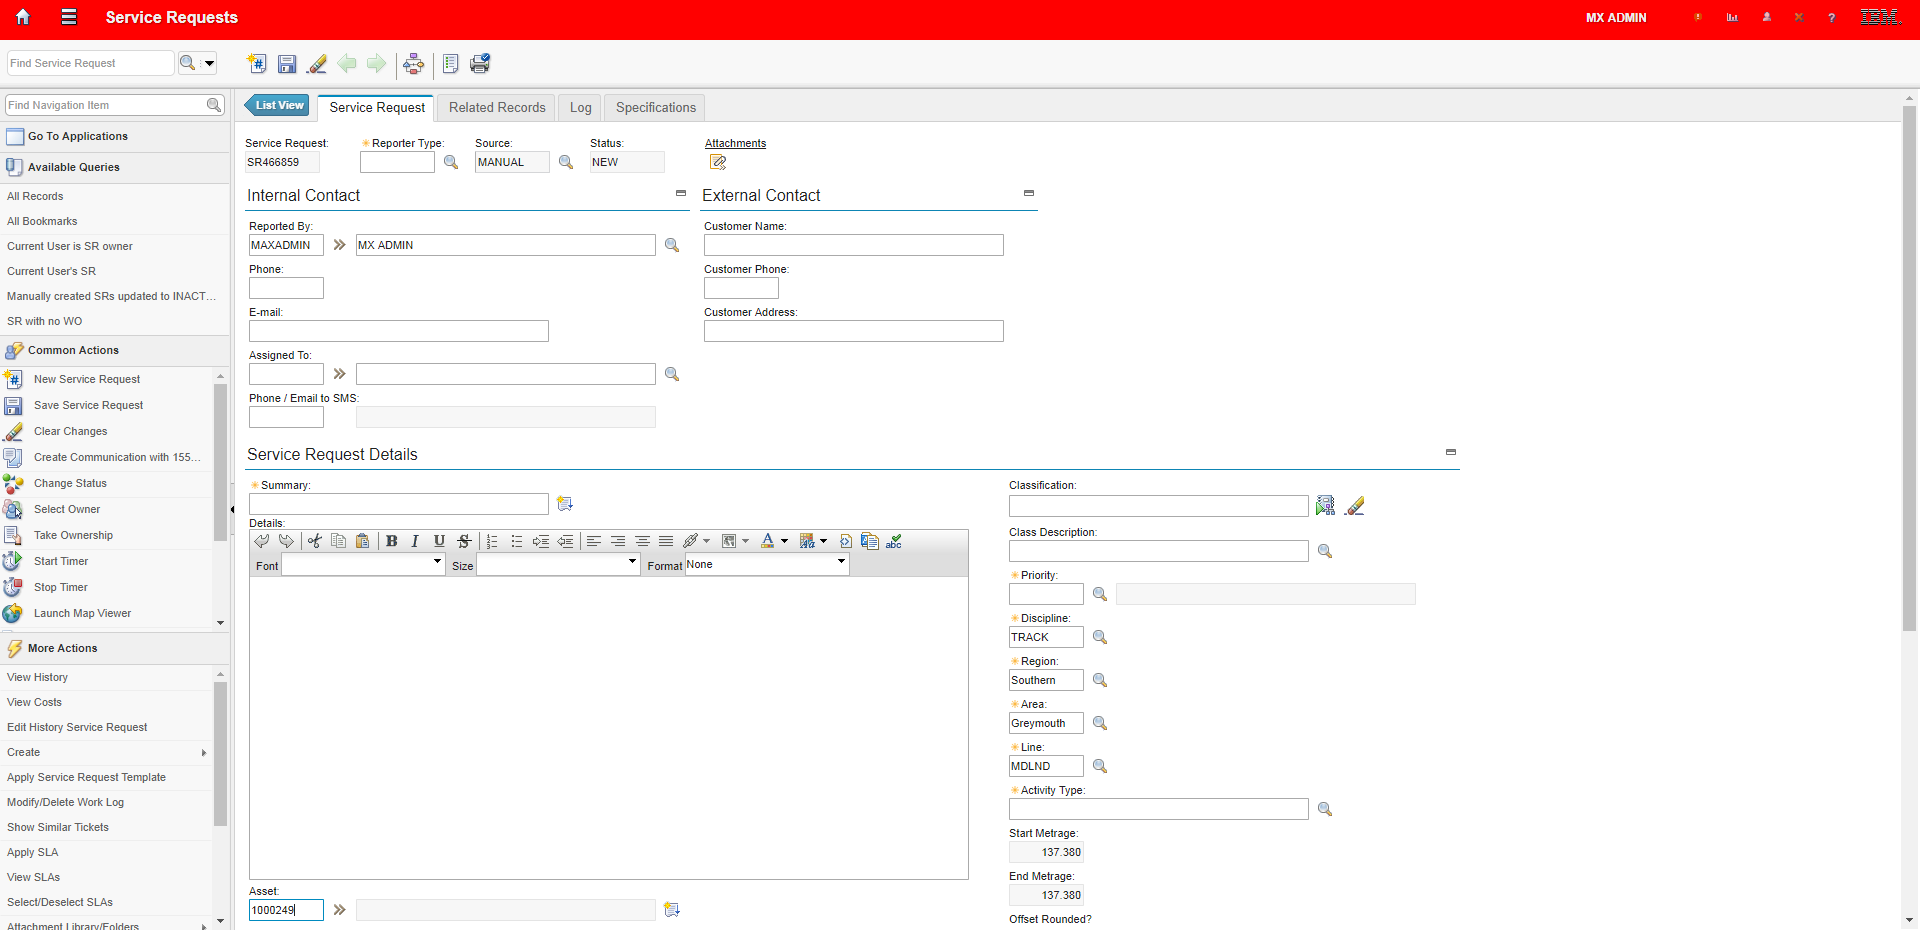 Service Requests
MX ADMIN
?
IBM.
Find Service Request
Find Navigation Item
Go To Applications
Available Queries
All Records
All Bookmarks
Current User is SR owner
Current User's SR
Manually created SRs updated to INACT...
SR with no WO
Common Actions
New Service Request
Save Service Request
Clear Changes
Create Communication with 155...
Change Status
Select Owner
Take Ownership
Start Timer
Stop Timer
Launch Map Viewer
More Actions
View History
View Costs
Edit History Service Request
Create
Apply Service Request Template
Modify/Delete Work Log
Show Similar Tickets
Apply SLA
View SLAs
Select/Deselect SLAs
Attachment Library/Folders
List View
Service Request
Related Records
Log
Specifications
Service Request:
SR466859
Reporter Type:
Source:
MANUAL
Status:
NEW
Attachments
Internal Contact
Reported By:
MAXADMIN
MX ADMIN
Phone:
E-mail:
Assigned To:
Phone / Email to SMS:
External Contact
Customer Name:
Customer Phone:
Customer Address:
Service Request Details
Summary:
Details:
B I U S
abc
Font
Size
Format
None
Asset:
1000249
Classification:
Class Description:
Priority:
Discipline:
TRACK
Region:
Southern
Area:
Greymouth
Line:
MDLND
Activity Type:
Start Metrage:
137.380
End Metrage:
137.380
Offset Rounded?